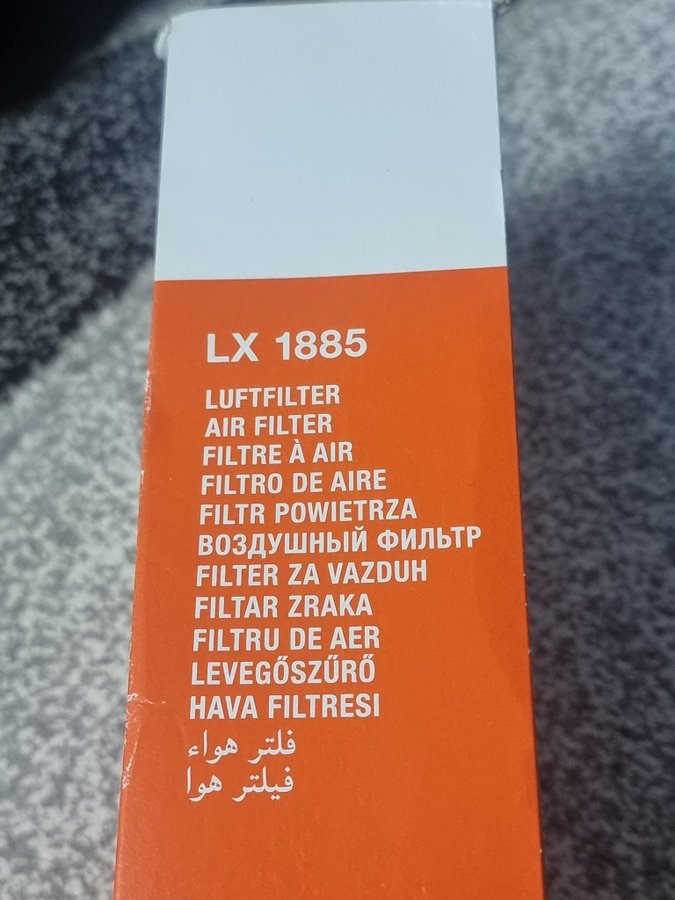 LX 1885
LUFTFILTER
AIR FILTER
FILTRE À AIR
FILTRO DE AIRE
FILTR POWIETRZA
ВОЗДУШНЫЙ ФИЛЬТР
FILTER ZA VAZDUH
FILTAR ZRAKA
FILTRU DE AER
LEVEGŐSZŰRŐ
HAVA FILTRESI
فلتر هواء
فیلتر هوا